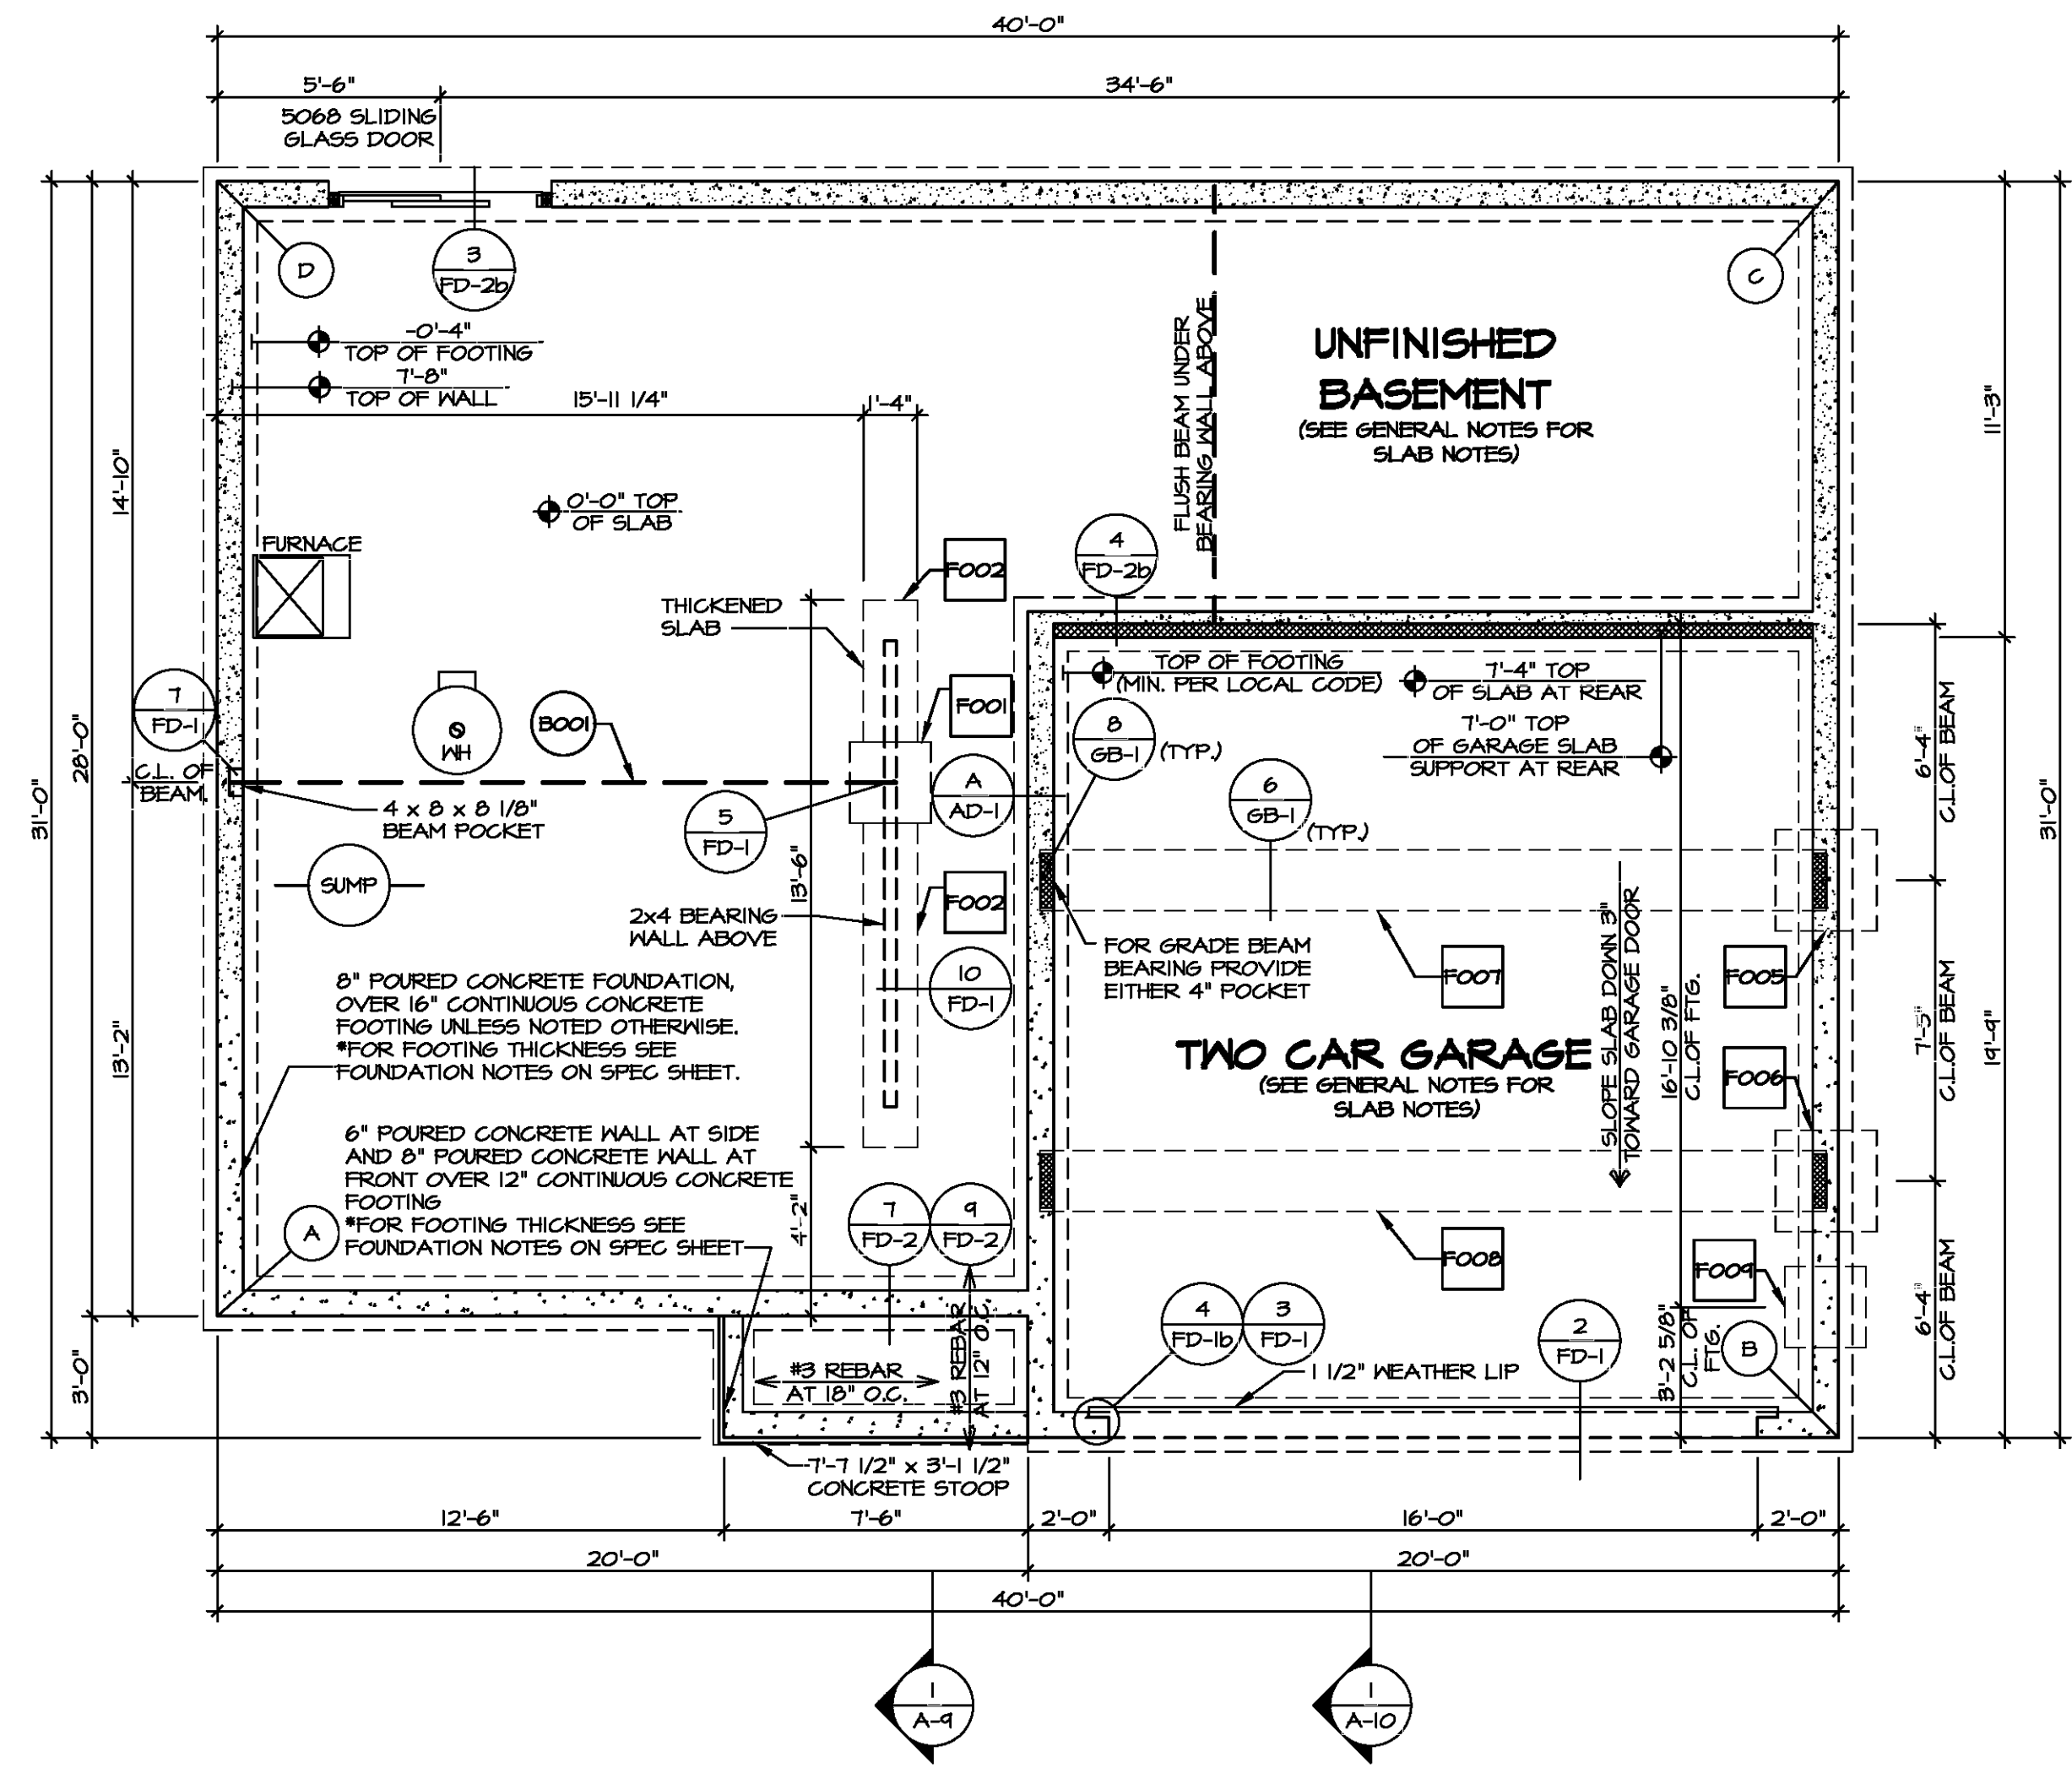 40'-0"
5'-6"
34'-6"
5068 SLIDING
GLASS DOOR
D
3
FD-2b
C
-0'-4"
TOP OF FOOTING
7'-8"
TOP OF WALL
15'-11 1/4"
1'-4"
FLUSH BEAM UNDER
BEARING WALL ABOVE
UNFINISHED
BASEMENT
(SEE GENERAL NOTES FOR
SLAB NOTES)
11'-3"
14'-10"
0'-0" TOP
OF SLAB
FURNACE
F002
4
FD-2b
THICKENED
SLAB
TOP OF FOOTING
(MIN. PER LOCAL CODE)
7'-4" TOP
OF SLAB AT REAR
7'-0" TOP
OF GARAGE SLAB
SUPPORT AT REAR
7
FD-1
WH
B001
F001
8
GB-1
(TYP.)
6'-4"
C.L.OF BEAM
28'-0"
31'-0"
C.L. OF
BEAM.
4 x 8 x 8 1/8"
BEAM POCKET
5
FD-1
A
AD-1
6
GB-1
(TYP.)
31'-0"
SUMP
13'-6"
F002
2x4 BEARING
WALL ABOVE
FOR GRADE BEAM
BEARING PROVIDE
EITHER 4" POCKET
F007
SLOPE SLAB DOWN 3"
TOWARD GARAGE DOOR
16'-10 3/8"
C.L.OF FTG.
F005
10
FD-1
8" POURED CONCRETE FOUNDATION,
OVER 16" CONTINUOUS CONCRETE
FOOTING UNLESS NOTED OTHERWISE.
*FOR FOOTING THICKNESS SEE
FOUNDATION NOTES ON SPEC SHEET.
13'-2"
TWO CAR GARAGE
(SEE GENERAL NOTES FOR
SLAB NOTES)
F006
7'-5"
C.L.OF BEAM
19'-9"
6" POURED CONCRETE WALL AT SIDE
AND 8" POURED CONCRETE WALL AT
FRONT OVER 12" CONTINUOUS CONCRETE
FOOTING
*FOR FOOTING THICKNESS SEE
FOUNDATION NOTES ON SPEC SHEET
A
4'-2"
7
FD-2
9
FD-2
F008
F009
6'-4"
C.L.OF BEAM
4
FD-1b
3
FD-1
2
FD-1
3'-2 5/8"
C.L. OF
FTG.
B
3'-0"
#3 REBAR
AT 18" O.C.
#3 REBAR
AT 12" O.C.
1 1/2" WEATHER LIP
7'-7 1/2" x 3'-1 1/2"
CONCRETE STOOP
12'-6"
7'-6"
2'-0"
16'-0"
2'-0"
20'-0"
20'-0"
40'-0"
1
A-9
1
A-10